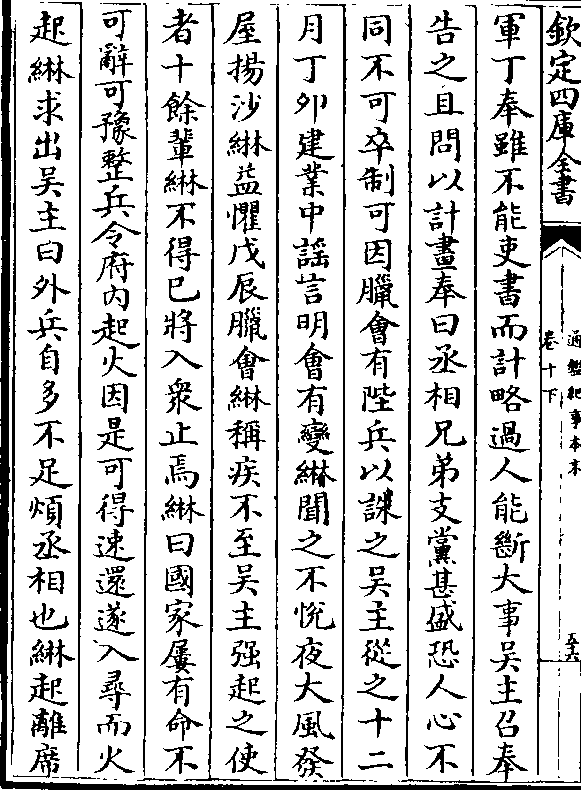 欽定四庫全書
通鑑紀事本末
卷十下
五十六
軍丁奉雖不能吏書而計略過人能斷大事吳主召奉
告之且問以計畫奉曰丞相兄弟支黨甚盛恐人心不
同不可卒制可因臘會有陛兵以誅之吳主從之十二
月丁卯建業中謡言明會有變綝聞之不悅夜大風發
屋揚沙綝益懼戊辰臘會綝稱疾不至吳主强起之使
者十餘輩綝不得已將入衆止焉綝曰國家屢有命不
可辭可豫整兵令府内起火因是可得速還遂入尋而火
起綝求出吳主曰外兵自多不足煩丞相也綝起離席